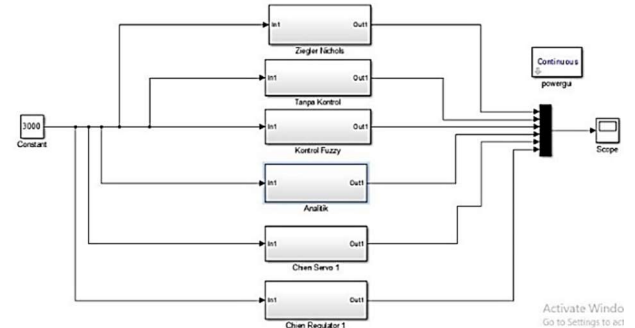 In1 Out1
Ziegler Nichols
Continuous
powergui
In1 Out1
Tanpa Kontrol
3000
Constant
In1 Out1
Kontrol Fuzzy
Scope
In1 Out1
Analitik
In1 Out1
Chien Servo 1
In1 Out1
Chien Regulator 1
Activate Windo
Go to Settings to act